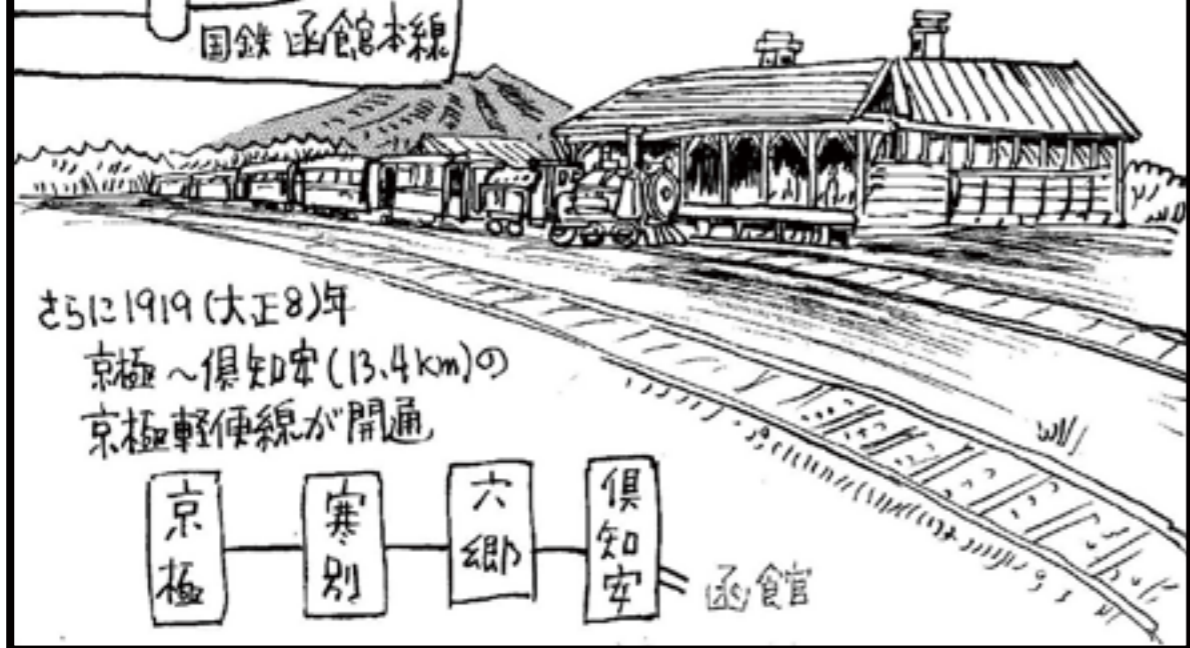 国鉄 函館本線
さらに1919(大正8)年
京極～倶知安(13.4km)の
京極軽便線が開通
京極
寒別
六郷
倶知安
函館